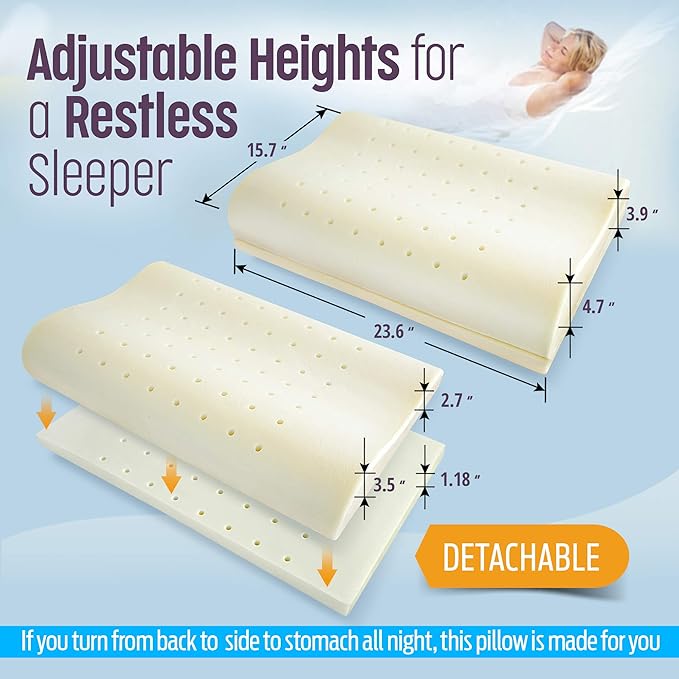 Adjustable Heights for
a Restless
Sleeper
15.7 "
3.9 "
4.7 "
23.6 "
2.7 "
3.5 "
1.18 "
DETACHABLE
If you turn from back to side to stomach all night, this pillow is made for you